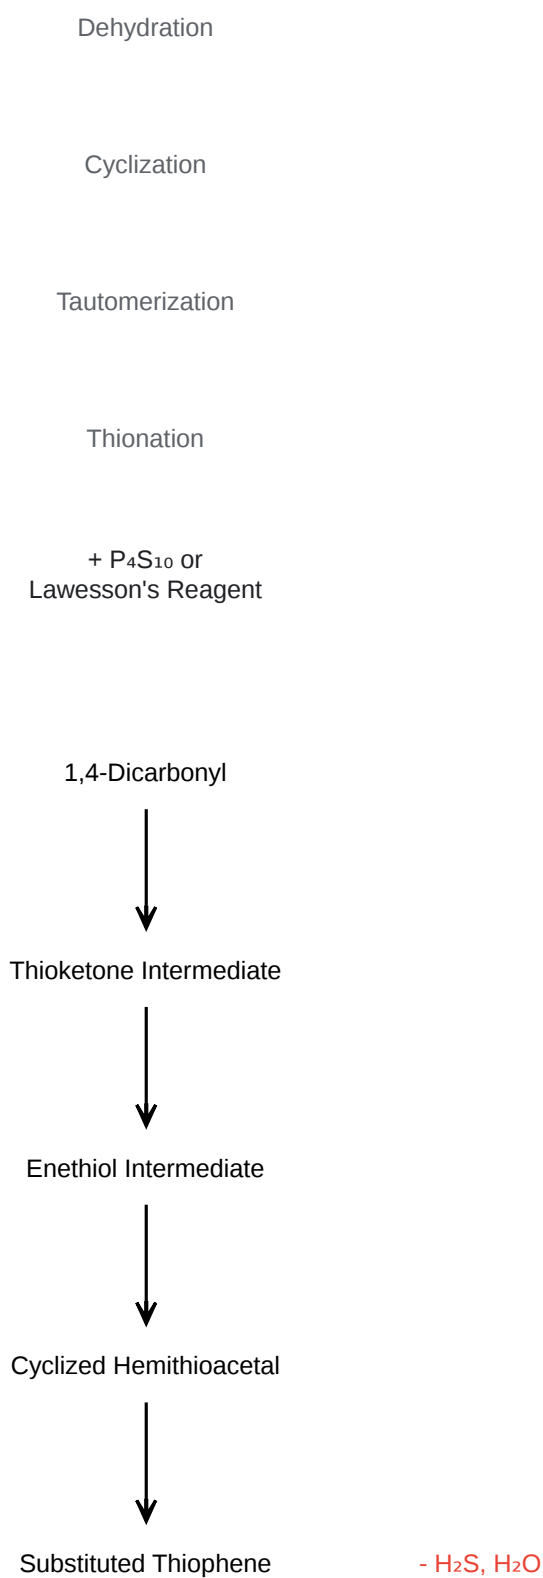 Dehydration
Cyclization
Tautomerization
Thionation
+ P₄S₁₀ or
Lawesson's Reagent
1,4-Dicarbonyl
Thioketone Intermediate
Enethiol Intermediate
Cyclized Hemithioacetal
Substituted Thiophene
- H₂S, H₂O